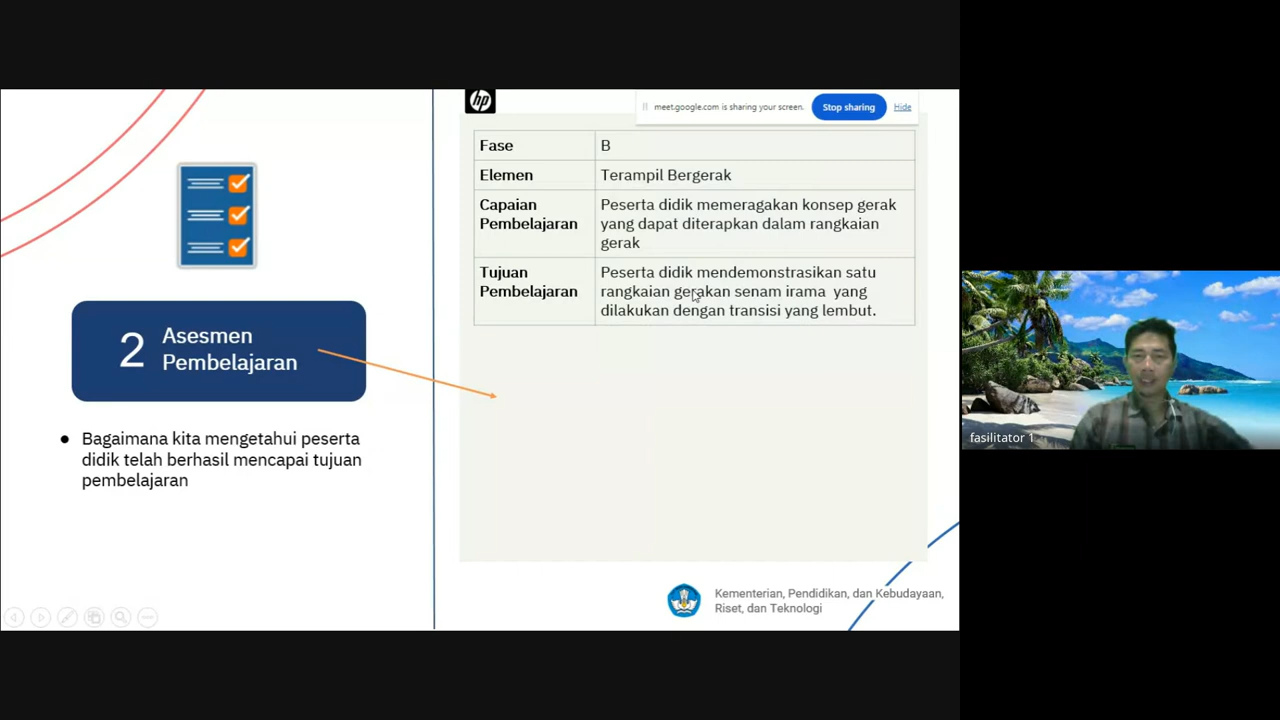 hp
meet.google.com is sharing your screen.
Stop sharing
Hide
Fase
B
Elemen
Terampil Bergerak
Capaian
Pembelajaran
Peserta didik memeragakan konsep gerak
yang dapat diterapkan dalam rangkaian
gerak
Tujuan
Pembelajaran
Peserta didik mendemonstrasikan satu
rangkaian gerakan senam irama yang
dilakukan dengan transisi yang lembut.
2
Asesmen
Pembelajaran
• Bagaimana kita mengetahui peserta
didik telah berhasil mencapai tujuan
pembelajaran
Kementerian, Pendidikan, dan Kebudayaan,
Riset, dan Teknologi
fasilitator 1